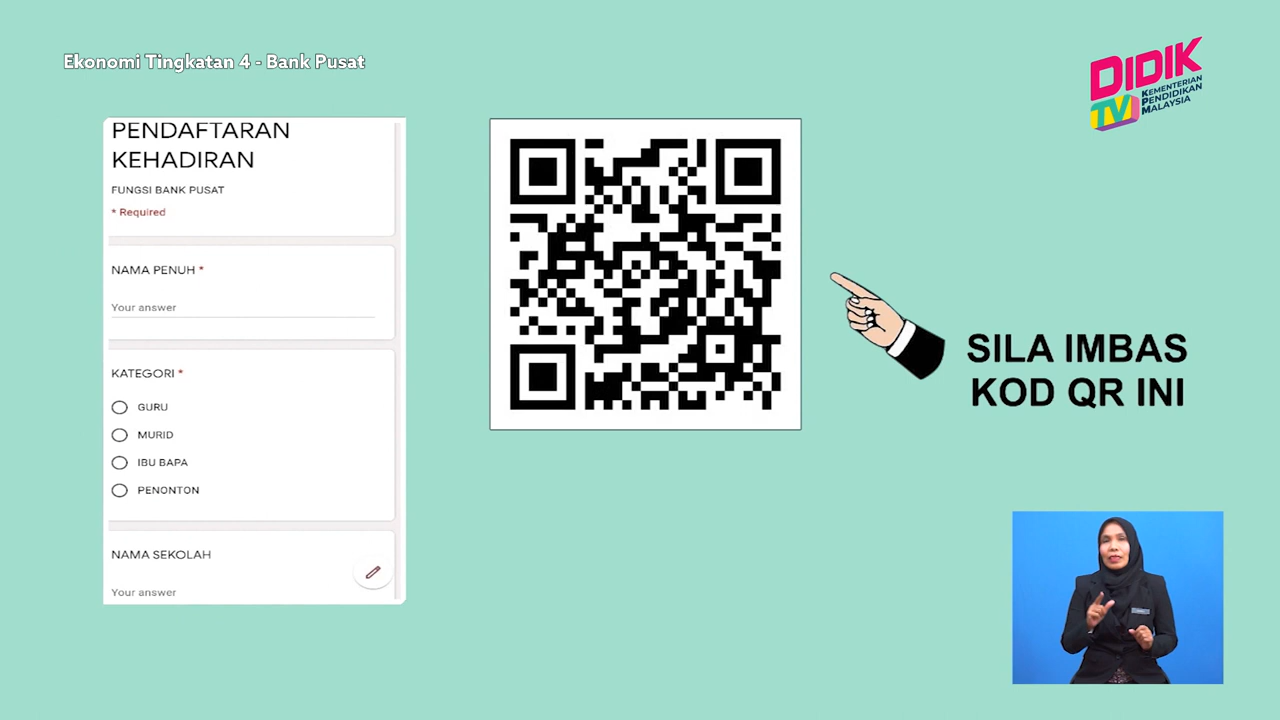 Ekonomi Tingkatan 4 - Bank Pusat
DIDIK
TV
KEMENTERIAN
PENDIDIKAN
MALAYSIA
PENDAFTARAN
KEHADIRAN
FUNGSI BANK PUSAT
* Required
NAMA PENUH *
Your answer
KATEGORI *
GURU
MURID
IBU BAPA
PENONTON
NAMA SEKOLAH
Your answer
SILA IMBAS
KOD QR INI